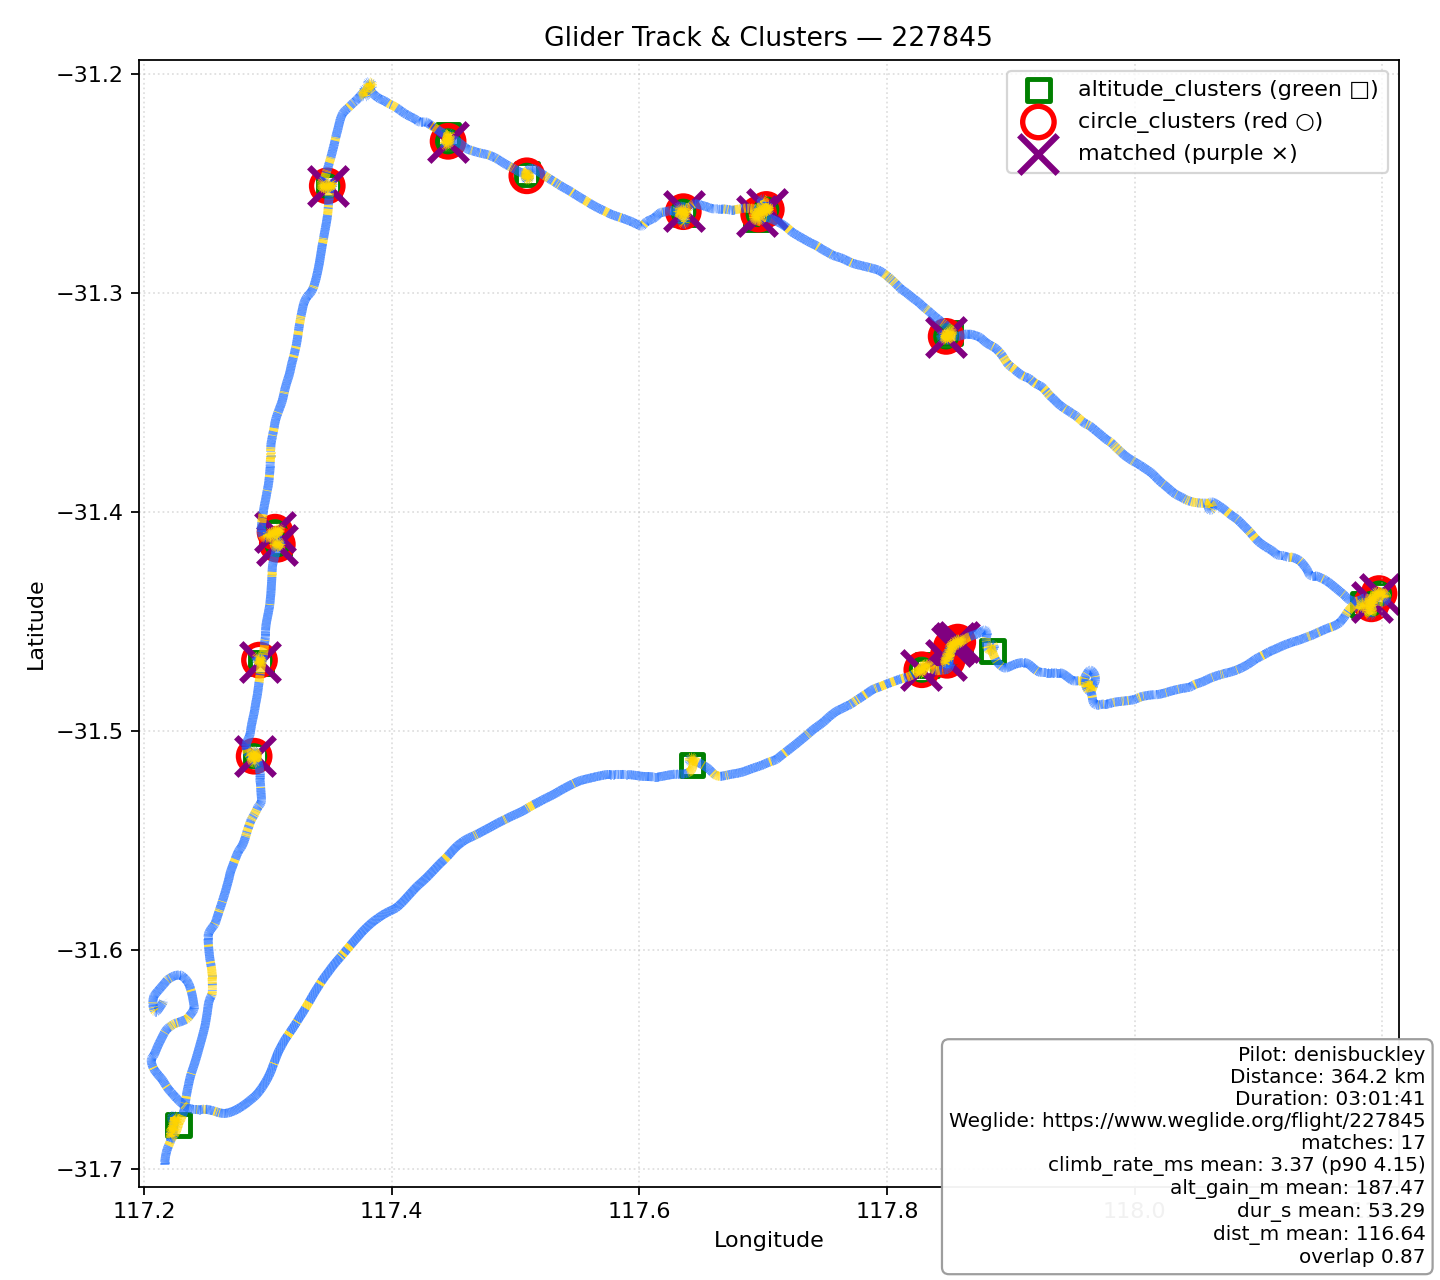 Glider Track & Clusters — 227845
altitude_clusters (green □)
circle_clusters (red ○)
matched (purple ×)
−31.2
−31.3
−31.4
−31.5
−31.6
−31.7
Latitude
117.2
117.4
117.6
117.8
118.0
Longitude
Pilot: denisbuckley
Distance: 364.2 km
Duration: 03:01:41
Weglide: https://www.weglide.org/flight/227845
matches: 17
climb_rate_ms mean: 3.37 (p90 4.15)
alt_gain_m mean: 187.47
dur_s mean: 53.29
dist_m mean: 116.64
overlap 0.87